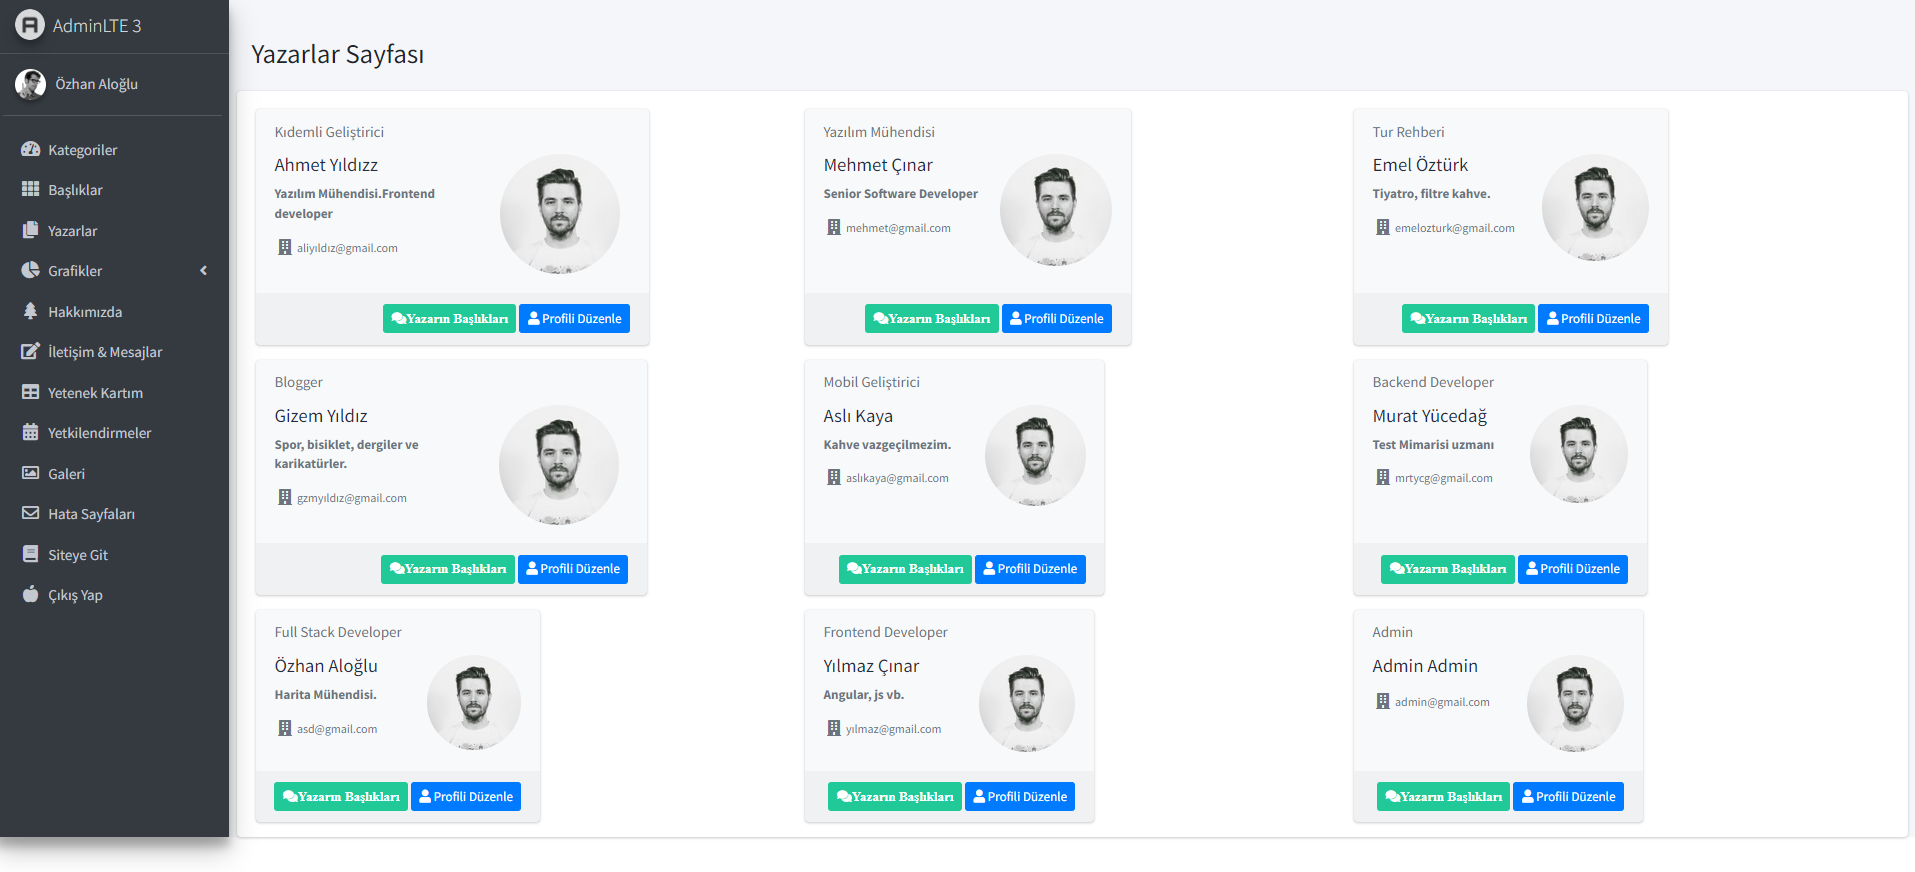 AdminLTE 3
Özhan Aloğlu
Kategoriler
Başlıklar
Yazarlar
Grafikler
Hakkımızda
İletişim & Mesajlar
Yetenek Kartım
Yetkilendirmeler
Galeri
Hata Sayfaları
Siteye Git
Çıkış Yap
Yazarlar Sayfası
Kıdemli Geliştirici
Ahmet Yıldızz
Yazılım Mühendisi.Frontend
developer
aliyıldız@gmail.com
Yazarın Başlıkları Profili Düzenle
Yazılım Mühendisi
Mehmet Çınar
Senior Software Developer
mehmet@gmail.com
Yazarın Başlıkları Profili Düzenle
Tur Rehberi
Emel Öztürk
Tiyatro, filtre kahve.
emelozturk@gmail.com
Yazarın Başlıkları Profili Düzenle
Blogger
Gizem Yıldız
Spor, bisiklet, dergiler ve
karikatürler.
gzmyıldız@gmail.com
Yazarın Başlıkları Profili Düzenle
Mobil Geliştirici
Aslı Kaya
Kahve vazgeçilmezim.
aslıkaya@gmail.com
Yazarın Başlıkları Profili Düzenle
Backend Developer
Murat Yücedağ
Test Mimarisi uzmanı
mrtycg@gmail.com
Yazarın Başlıkları Profili Düzenle
Full Stack Developer
Özhan Aloğlu
Harita Mühendisi.
asd@gmail.com
Yazarın Başlıkları Profili Düzenle
Frontend Developer
Yılmaz Çınar
Angular, js vb.
yılmaz@gmail.com
Yazarın Başlıkları Profili Düzenle
Admin
Admin Admin
admin@gmail.com
Yazarın Başlıkları Profili Düzenle